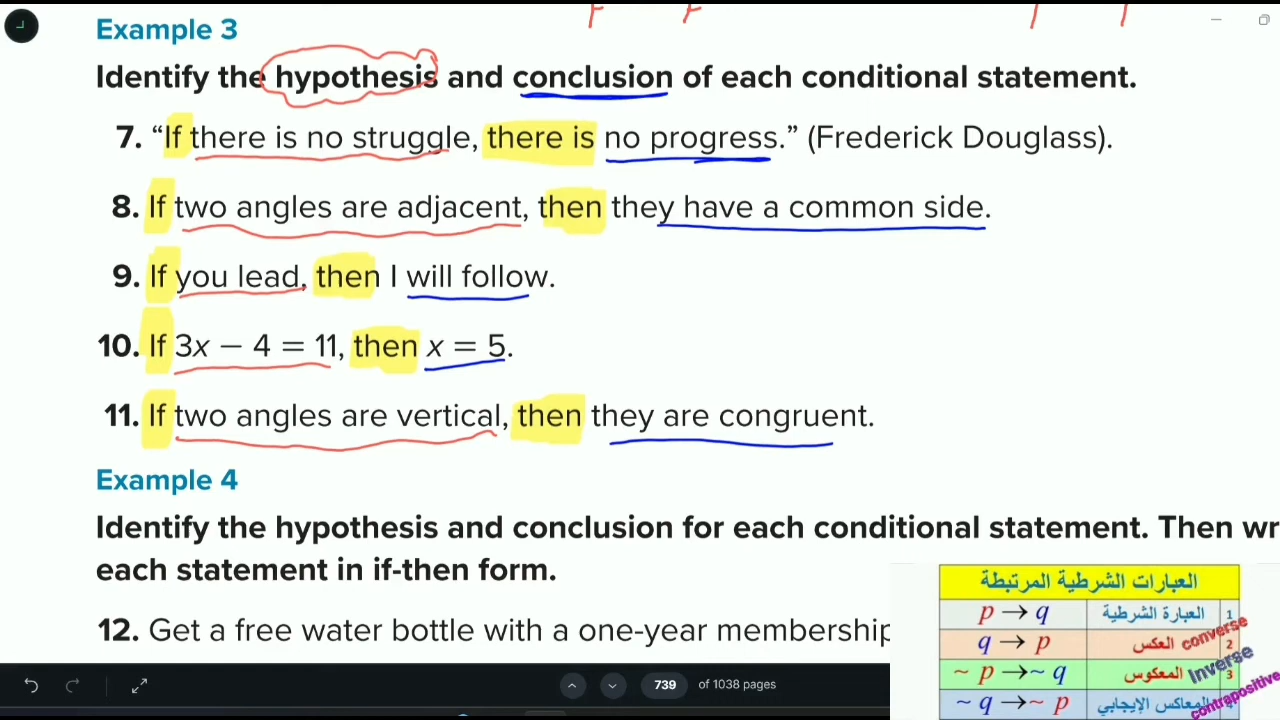 Example 3
Identify the hypothesis and conclusion of each conditional statement.
7. “If there is no struggle, there is no progress.” (Frederick Douglass).
8. If two angles are adjacent, then they have a common side.
9. If you lead, then I will follow.
10. If 3x − 4 = 11, then x = 5.
11. If two angles are vertical, then they are congruent.
Example 4
Identify the hypothesis and conclusion for each conditional statement. Then wr
each statement in if-then form.
12. Get a free water bottle with a one-year membership
العبارات الشرطية المرتبطة
p → q العبارة الشرطية 1
q → p العكس converse 2
~ p →~ q المعكوس Inverse 3
~ q →~ p المعاكس الإيجابي contrapositive
739 of 1038 pages